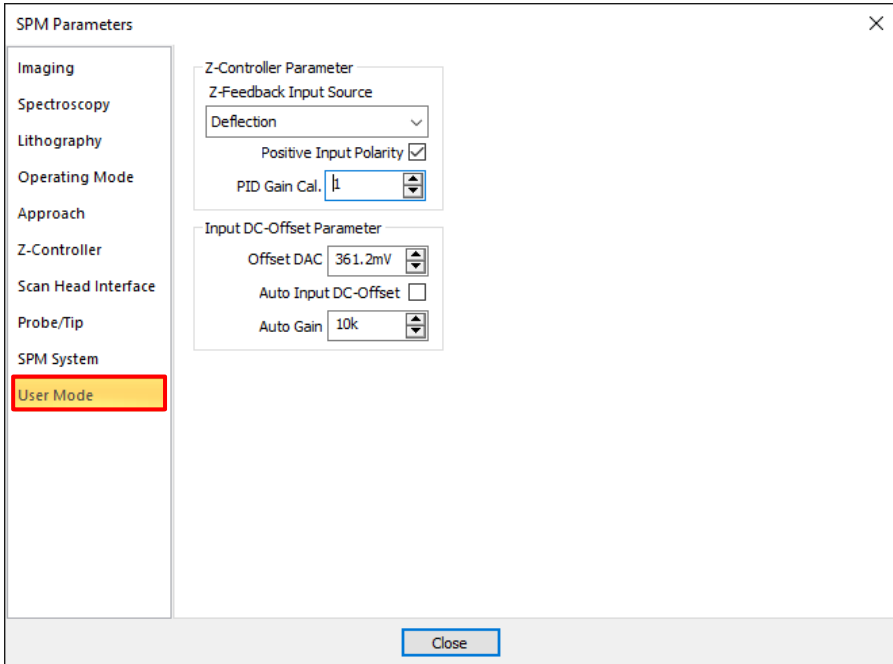 SPM Parameters
Imaging
Spectroscopy
Lithography
Operating Mode
Approach
Z-Controller
Scan Head Interface
Probe/Tip
SPM System
User Mode
Z-Controller Parameter
Z-Feedback Input Source
Deflection
Positive Input Polarity
PID Gain Cal. 1
Input DC-Offset Parameter
Offset DAC 361.2mV
Auto Input DC-Offset
Auto Gain 10k
Close